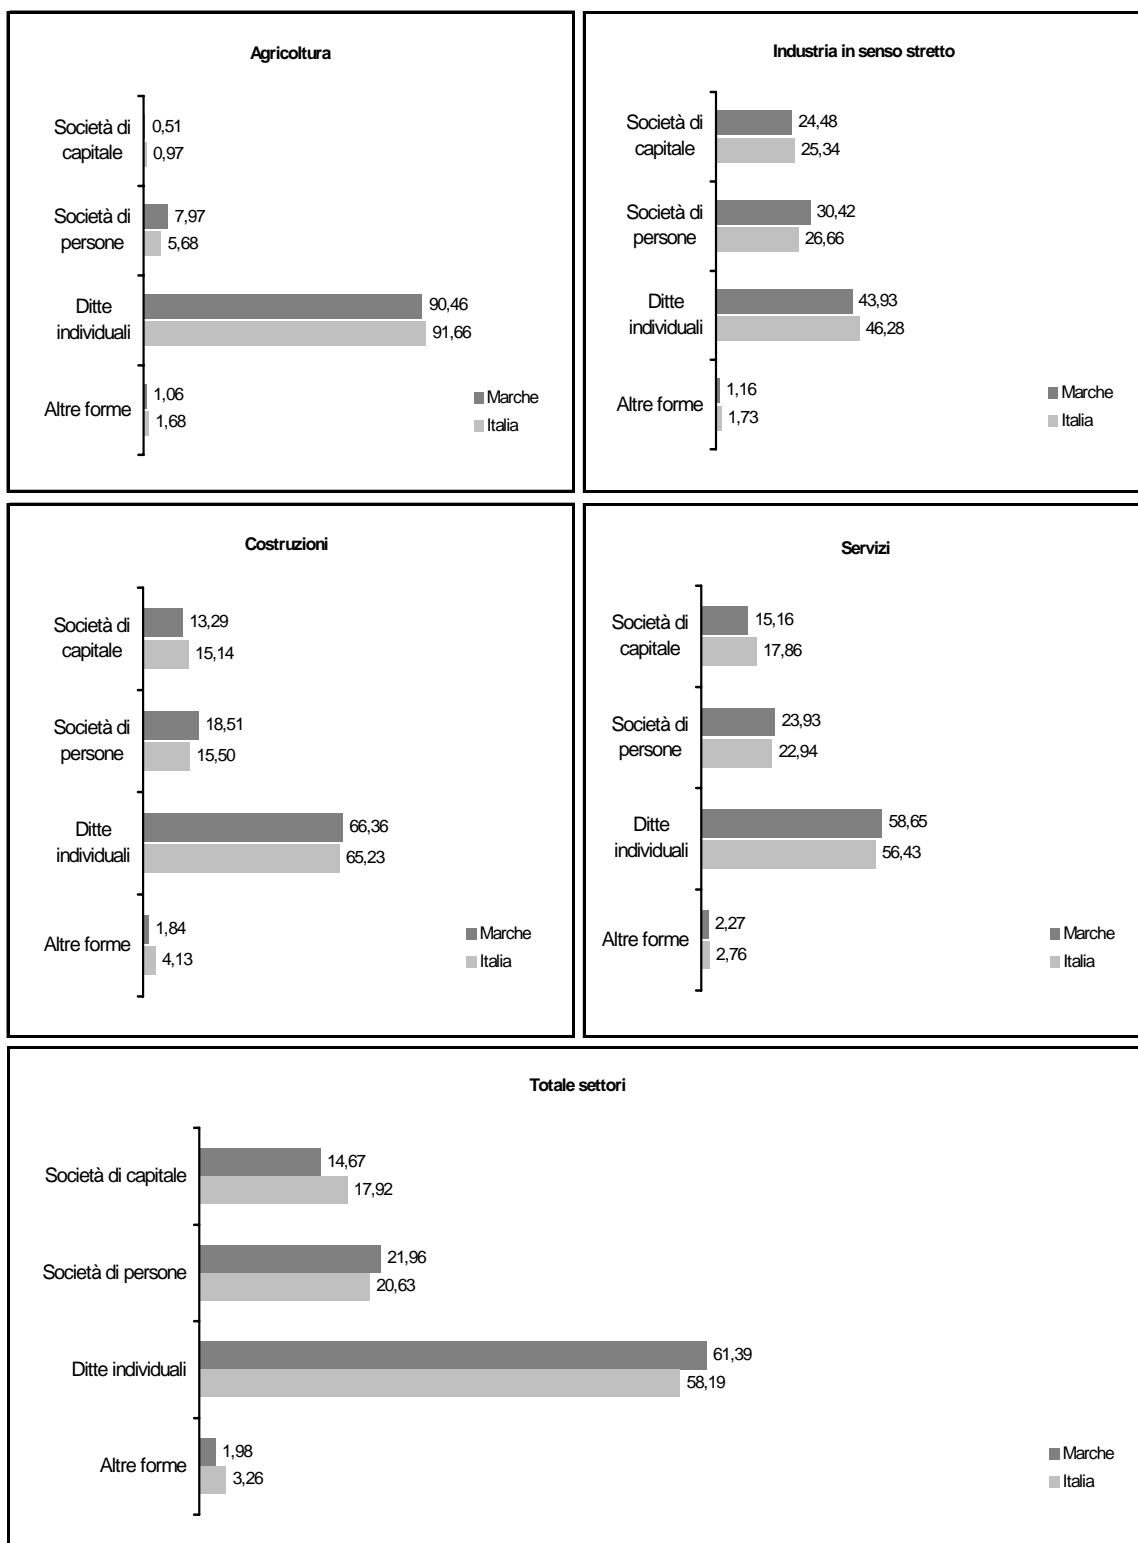 Agricoltura
Società di
capitale
0,51
0,97
Società di
persone
7,97
5,68
Ditte
individuali
90,46
91,66
Altre forme
1,06
1,68
Marche
Italia
Industria in senso stretto
Società di
capitale
24,48
25,34
Società di
persone
30,42
26,66
Ditte
individuali
43,93
46,28
Altre forme
1,16
1,73
Marche
Italia
Costruzioni
Società di
capitale
13,29
15,14
Società di
persone
18,51
15,50
Ditte
individuali
66,36
65,23
Altre forme
1,84
4,13
Marche
Italia
Servizi
Società di
capitale
15,16
17,86
Società di
persone
23,93
22,94
Ditte
individuali
58,65
56,43
Altre forme
2,27
2,76
Marche
Italia
Totale settori
Società di capitale
14,67
17,92
Società di persone
21,96
20,63
Ditte individuali
61,39
58,19
Altre forme
1,98
3,26
Marche
Italia